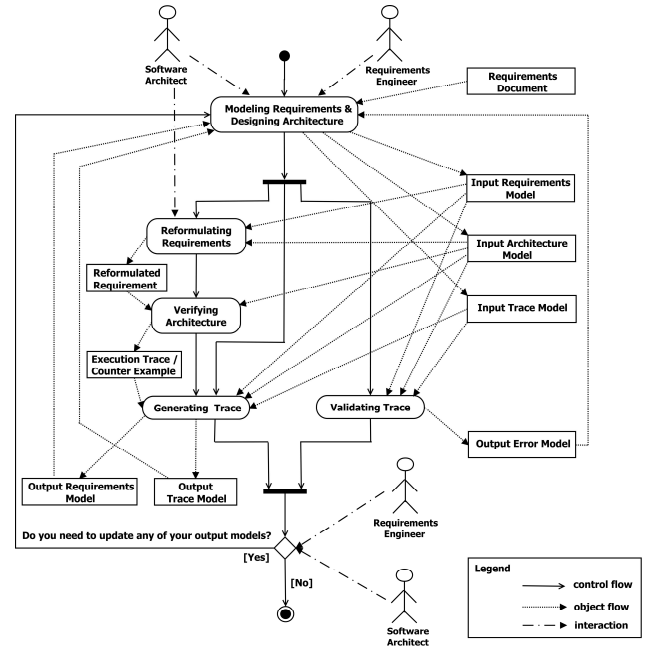 Software
Architect
Requirements
Engineer
Requirements
Document
Modeling Requirements &
Designing Architecture
Input Requirements
Model
Reformulating
Requirements
Input Architecture
Model
Reformulated
Requirement
Verifying
Architecture
Input Trace Model
Execution Trace /
Counter Example
Generating Trace
Validating Trace
Output Error Model
Output Requirements
Model
Output
Trace Model
Requirements
Engineer
Do you need to update any of your output models?
[Yes]
[No]
Software
Architect
Legend
control flow
object flow
interaction